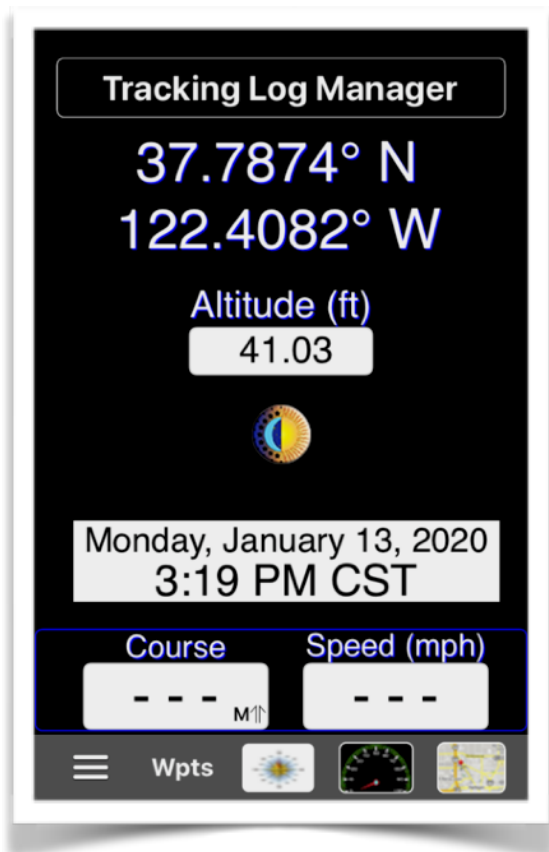 Tracking Log Manager
37.7874° N
122.4082° W
Altitude (ft)
41.03
Monday, January 13, 2020
3:19 PM CST
Course Speed (mph)
- - - M - - -
Wpts